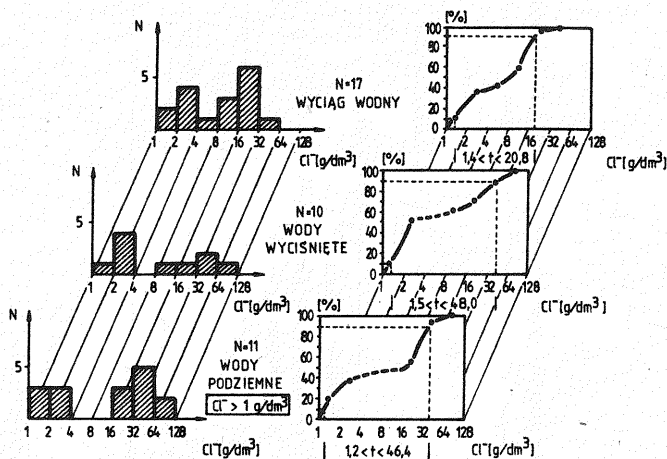 N
5
1 2 4 8 16 32 64 128
Cl⁻[g/dm³]
N=17
WYCIĄG WODNY
[%]
100
80
60
40
20
0
1 2 4 8 16 32 64 128
Cl⁻[g/dm³]
1,4<t<20,8
N
5
1 2 4 8 16 32 64 128
Cl⁻[g/dm³]
N=10
WODY
WYCIŚNIĘTE
[%]
100
80
60
40
20
0
1 2 4 8 16 32 64 128
Cl⁻[g/dm³]
1,5<t<48,0
N
5
1 2 4 8 16 32 64 128
Cl⁻[g/dm³]
N=11
WODY
PODZIEMNE
Cl⁻ > 1 g/dm³
[%]
100
80
60
40
20
0
1 2 4 8 16 32 64 128
Cl⁻[g/dm³]
1,2<t<46,4